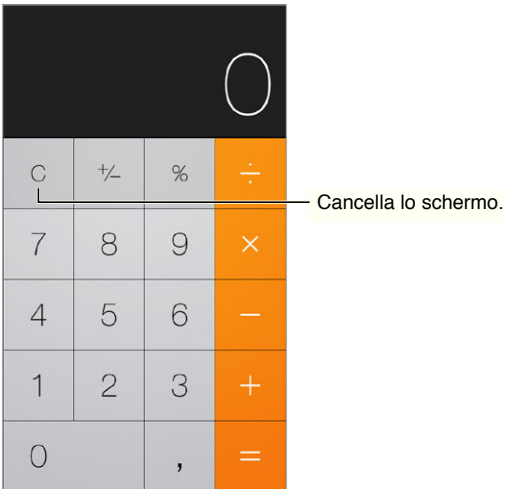 0
C +/- % ÷
Cancella lo schermo.
7 8 9 ×
4 5 6 −
1 2 3 +
0 , =